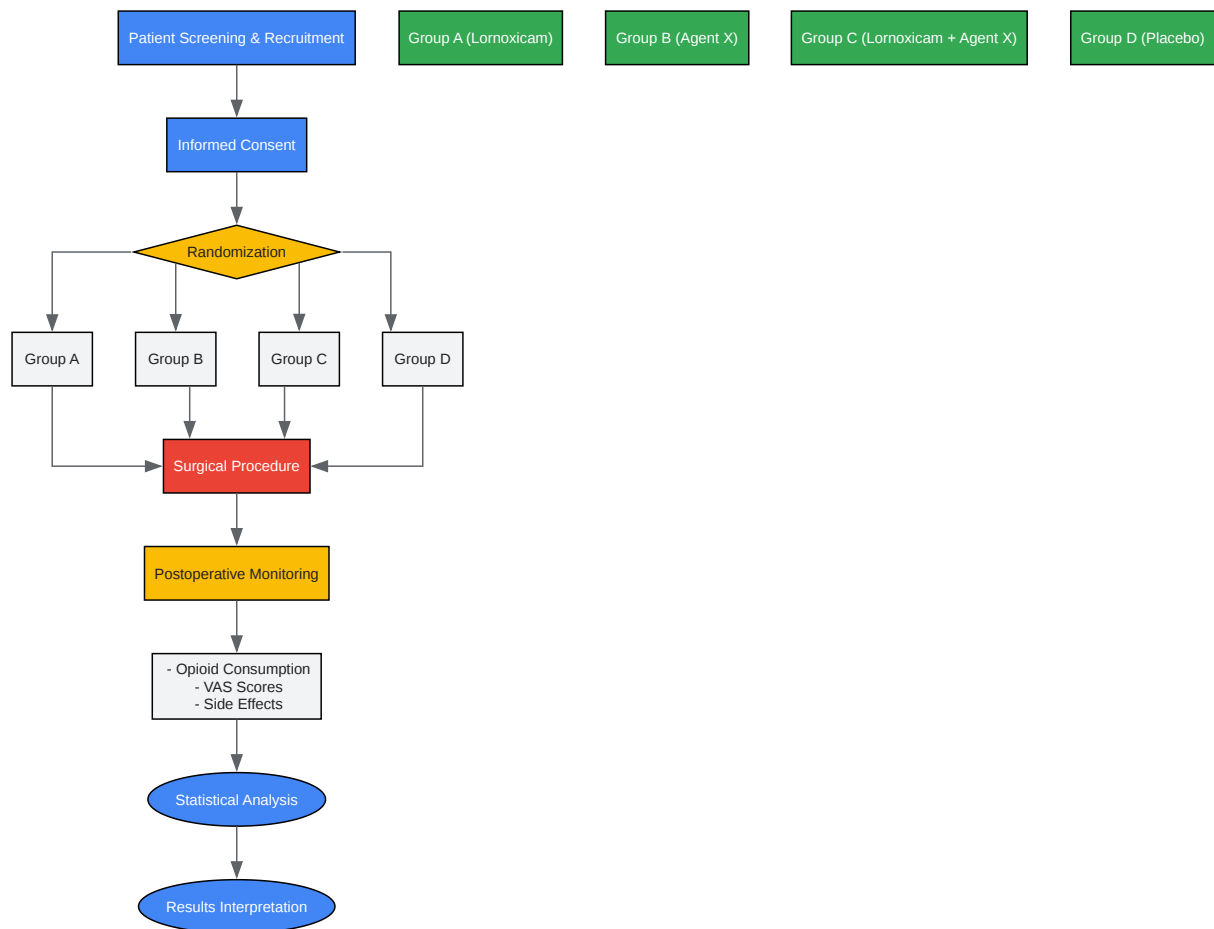 Patient Screening & Recruitment
Group A (Lornoxicam)
Group B (Agent X)
Group C (Lornoxicam + Agent X)
Group D (Placebo)
Informed Consent
Randomization
Group A
Group B
Group C
Group D
Surgical Procedure
Postoperative Monitoring
- Opioid Consumption
- VAS Scores
- Side Effects
Statistical Analysis
Results Interpretation